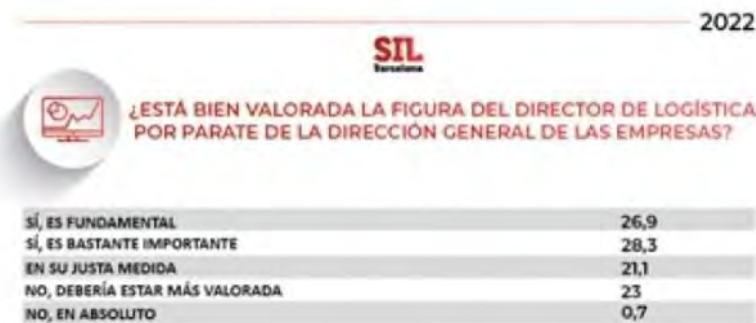 2022
SIL
Barcelona
¿ESTÁ BIEN VALORADA LA FIGURA DEL DIRECTOR DE LOGÍSTICA
POR PARATE DE LA DIRECCIÓN GENERAL DE LAS EMPRESAS?
SÍ, ES FUNDAMENTAL 26,9
SÍ, ES BASTANTE IMPORTANTE 28,3
EN SU JUSTA MEDIDA 21,1
NO, DEBERÍA ESTAR MÁS VALORADA 23
NO, EN ABSOLUTO 0,7